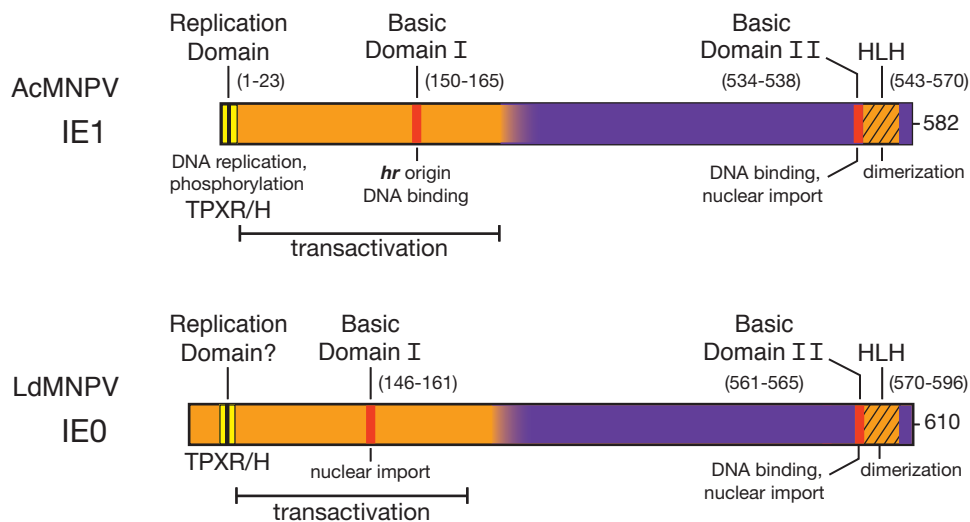 Replication
Domain
(1-23)
Basic
Domain I
(150-165)
Basic
Domain II
(534-538)
HLH
(543-570)
AcMNPV
IE1
582
DNA replication,
phosphorylation
TPXR/H
hr origin
DNA binding
DNA binding,
nuclear import
dimerization
transactivation
Replication
Domain?
Basic
Domain I
(146-161)
Basic
Domain II
(561-565)
HLH
(570-596)
LdMNPV
IE0
610
TPXR/H
nuclear import
DNA binding,
nuclear import
dimerization
transactivation